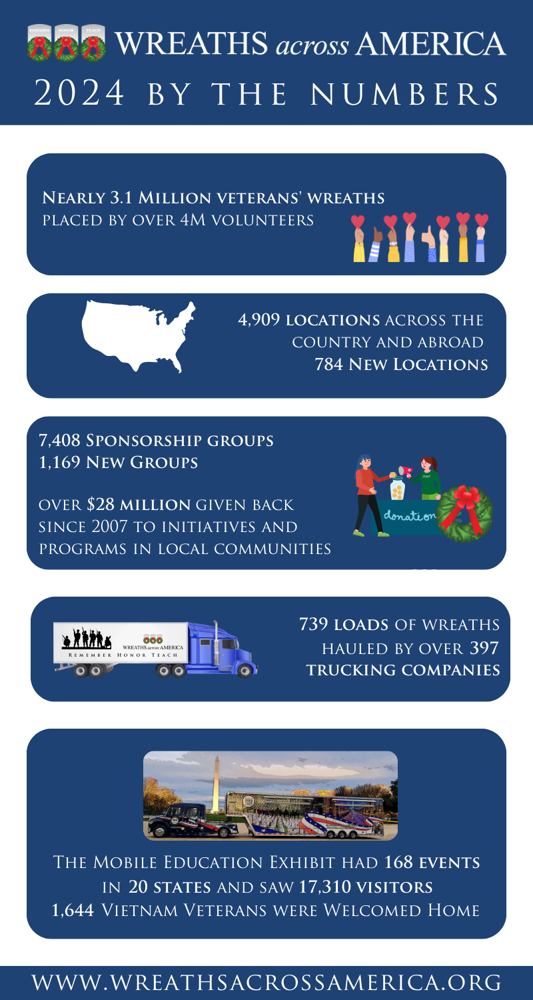 REMEMBER HONOR TEACH
WREATHS across AMERICA
2024 BY THE NUMBERS
NEARLY 3.1 MILLION VETERANS' WREATHS
PLACED BY OVER 4M VOLUNTEERS
4,909 LOCATIONS ACROSS THE
COUNTRY AND ABROAD
784 NEW LOCATIONS
7,408 SPONSORSHIP GROUPS
1,169 NEW GROUPS
OVER $28 MILLION GIVEN BACK
SINCE 2007 TO INITIATIVES AND
PROGRAMS IN LOCAL COMMUNITIES
STAFF
donation
WREATHS across AMERICA
REMEMBER HONOR TEACH
739 LOADS OF WREATHS
HAULED BY OVER 397
TRUCKING COMPANIES
THE MOBILE EDUCATION EXHIBIT HAD 168 EVENTS
IN 20 STATES AND SAW 17,310 VISITORS
1,644 VIETNAM VETERANS WERE WELCOMED HOME
WWW.WREATHSACROSSAMERICA.ORG